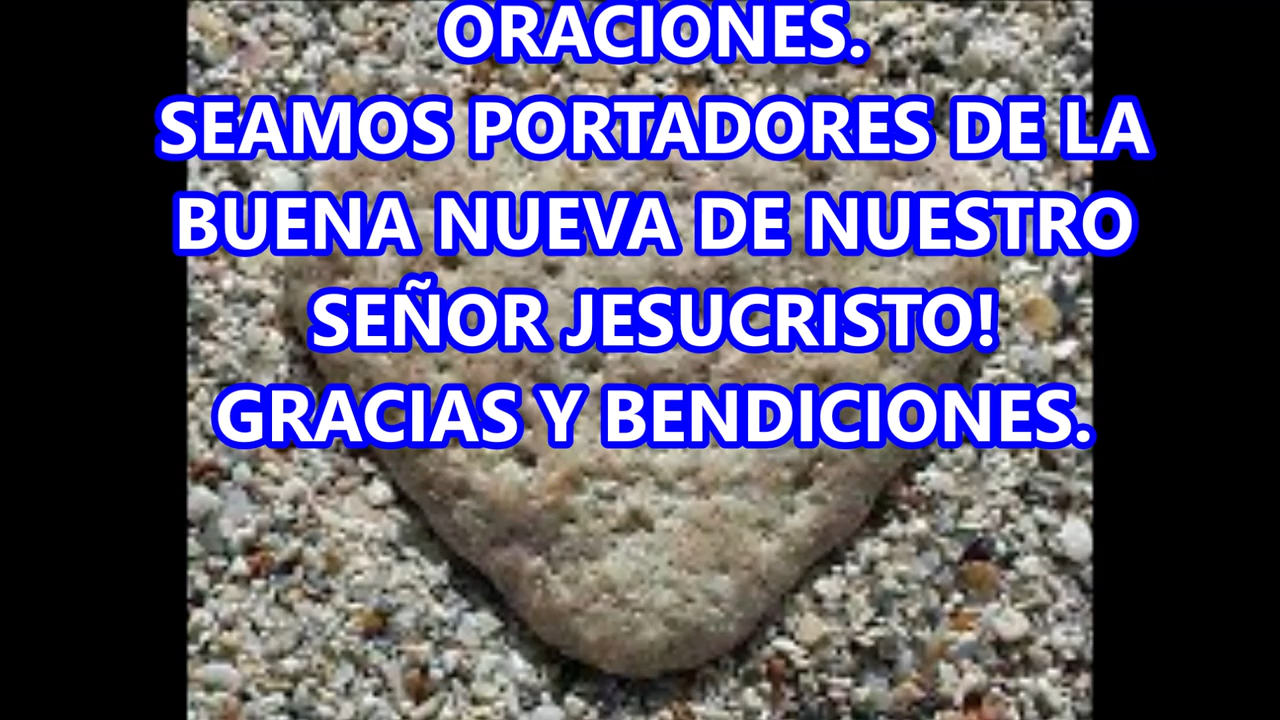 ORACIONES.
SEAMOS PORTADORES DE LA
BUENA NUEVA DE NUESTRO
SEÑOR JESUCRISTO!
GRACIAS Y BENDICIONES.